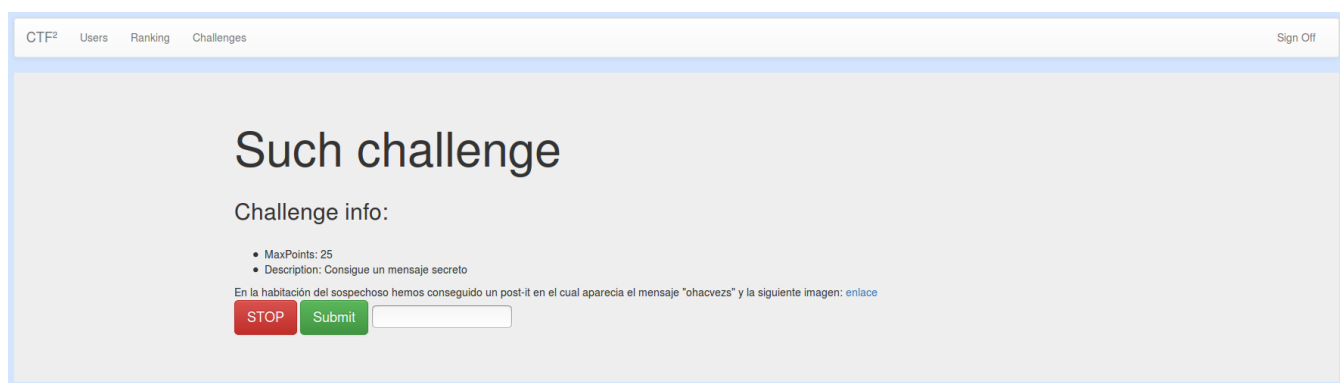 CTF² Users Ranking Challenges Sign Off
Such challenge
Challenge info:
• MaxPoints: 25
• Description: Consigue un mensaje secreto
En la habitación del sospechoso hemos conseguido un post-it en el cual aparecia el mensaje "ohacvezs" y la siguiente imagen: enlace
STOP Submit